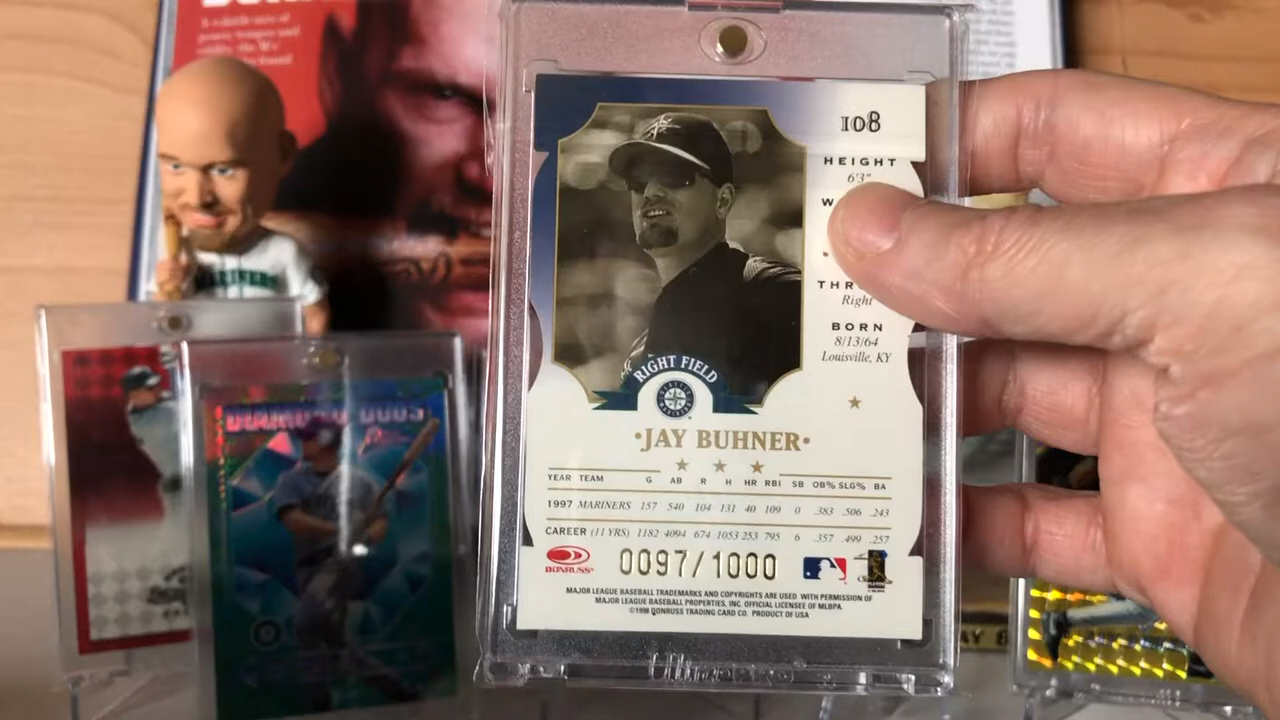 108
HEIGHT
6'3"
W
THR
Right
BORN
8/13/64
Louisville, KY
RIGHT FIELD
•JAY BUHNER•
YEAR TEAM G AB R H HR RBI SB OB% SLG% BA
1997 MARINERS 157 540 104 131 40 109 0 .383 .506 .243
CAREER (11 YRS) 1182 4094 674 1053 253 795 6 .357 .499 .257
DONRUSS
0097/1000
MAJOR LEAGUE BASEBALL TRADEMARKS AND COPYRIGHTS ARE USED WITH PERMISSION OF
MAJOR LEAGUE BASEBALL PROPERTIES, INC. OFFICIAL LICENSEE OF MLBPA.
©1998 DONRUSS TRADING CARD CO. PRODUCT OF USA
MARINERS